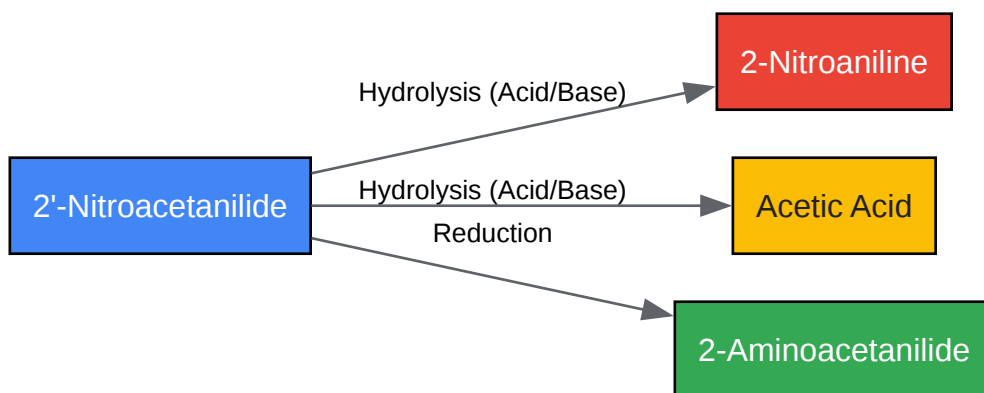 2-Nitroaniline
Hydrolysis (Acid/Base)
2'-Nitroacetanilide
Hydrolysis (Acid/Base)
Acetic Acid
Reduction
2-Aminoacetanilide